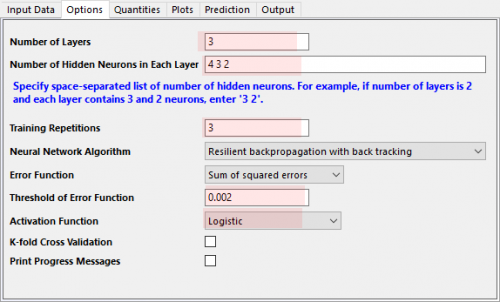 Input Data Options Quantities Plots Prediction Output
Number of Layers 3
Number of Hidden Neurons in Each Layer 4 3 2
Specify space-separated list of number of hidden neurons. For example, if number of layers is 2
and each layer contains 3 and 2 neurons, enter '3 2'.
Training Repetitions 3
Neural Network Algorithm Resilient backpropagation with back tracking
Error Function Sum of squared errors
Threshold of Error Function 0.002
Activation Function Logistic
K-fold Cross Validation
Print Progress Messages